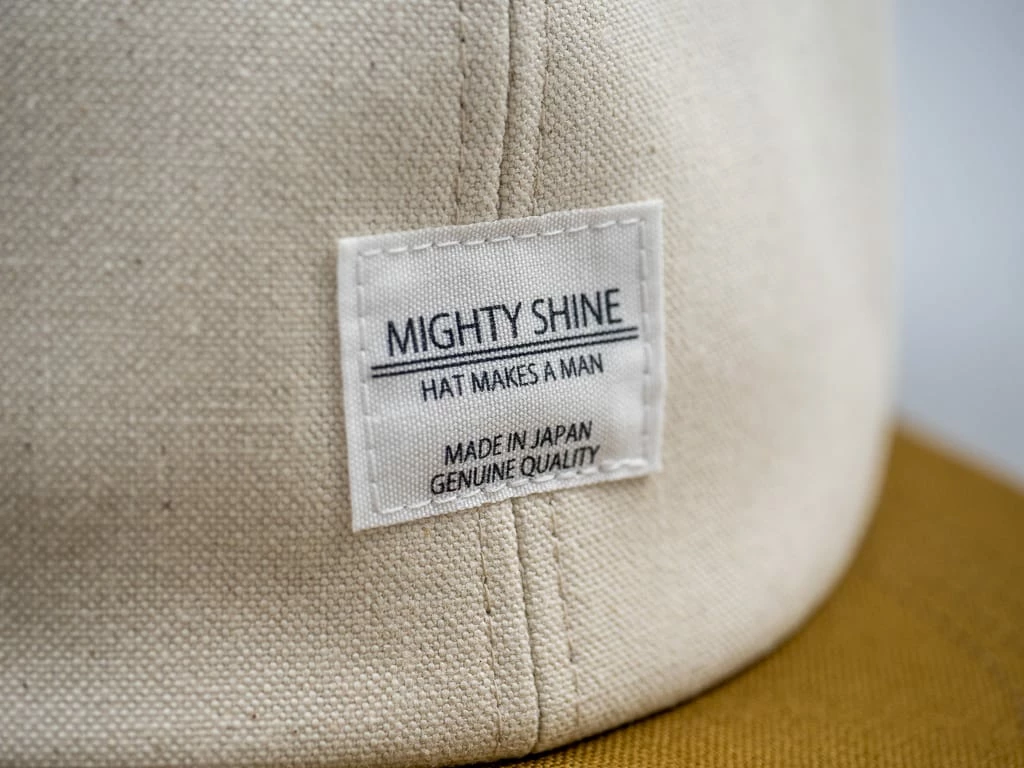 MIGHTY SHINE
HAT MAKES A MAN
MADE IN JAPAN
GENUINE QUALITY